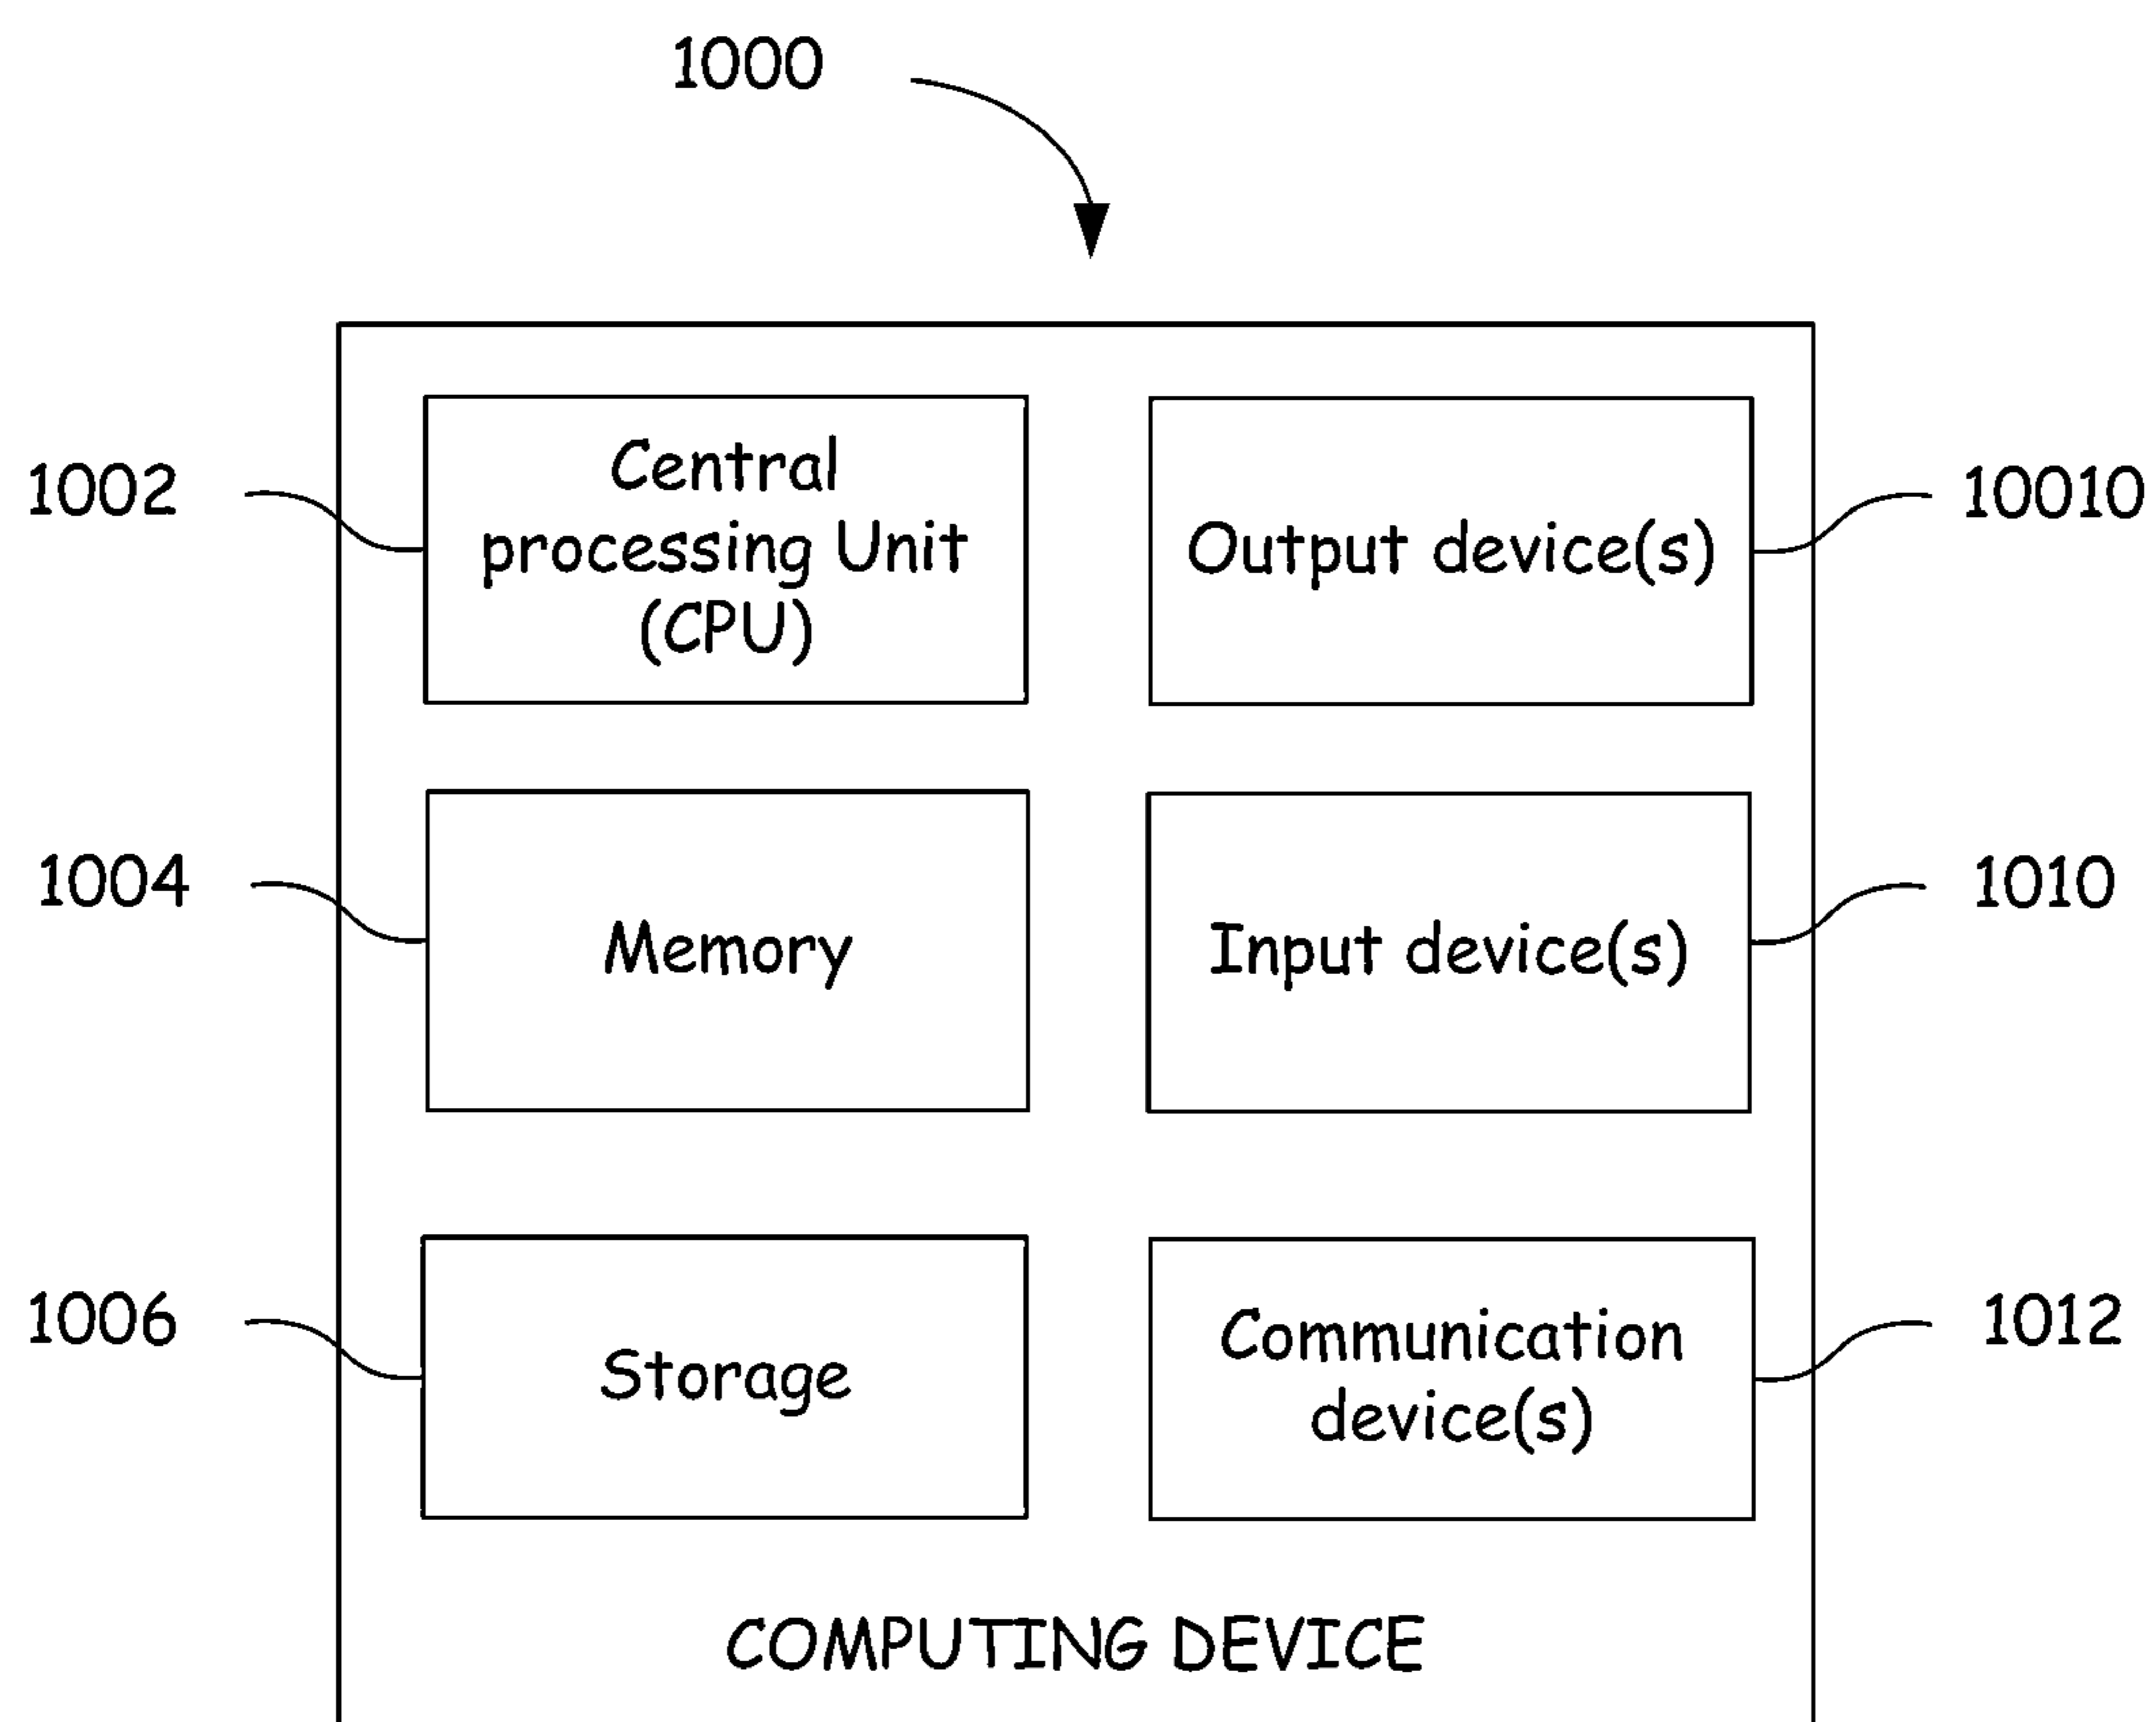 1000
1002
Central
processing Unit
(CPU)
Output device(s)
10010
1004
Memory
Input device(s)
1010
1006
Storage
Communication
device(s)
1012
COMPUTING DEVICE